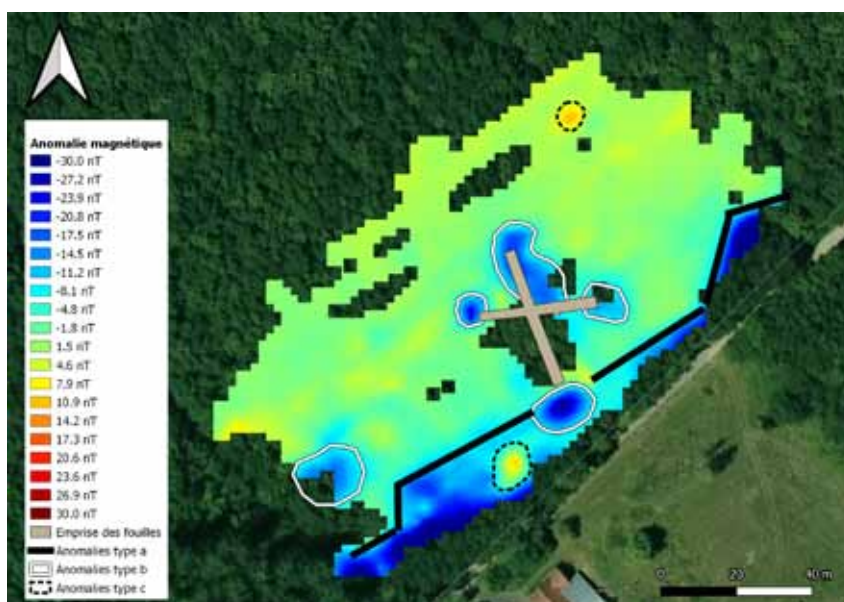 Anomalie magnétique
-30.0 nT
-27.2 nT
-23.9 nT
-20.8 nT
-17.5 nT
-14.5 nT
-11.2 nT
-8.1 nT
-4.8 nT
-1.8 nT
1.5 nT
4.6 nT
7.9 nT
10.9 nT
14.2 nT
17.3 nT
20.6 nT
23.6 nT
26.9 nT
30.0 nT
Emprise des fouilles
Anomalies type a
Anomalies type b
Anomalies type c
0 20 40 m